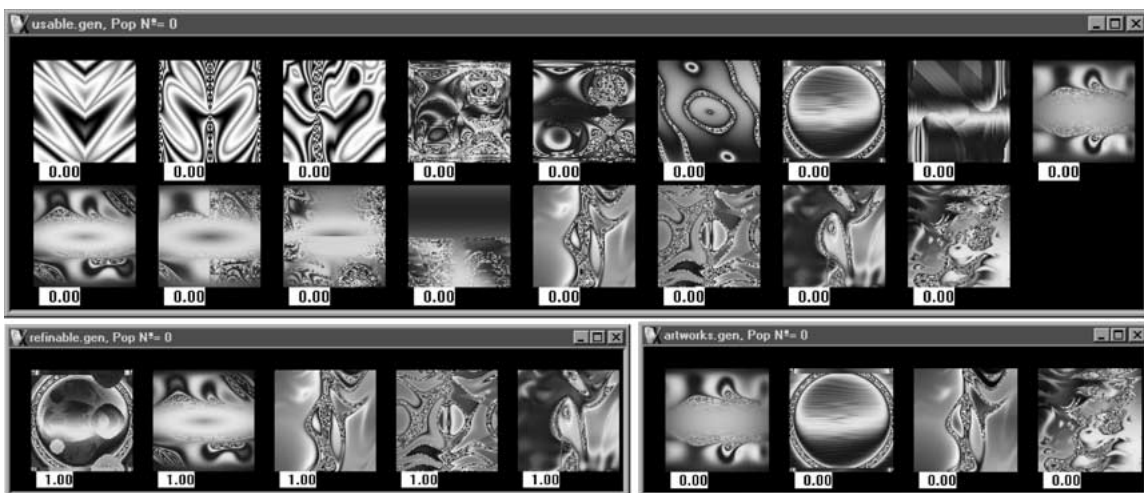 usable.gen, Pop N*= 0
0.00 0.00 0.00 0.00 0.00 0.00 0.00 0.00 0.00
0.00 0.00 0.00 0.00 0.00 0.00 0.00 0.00
refinable.gen, Pop N*= 0
1.00 1.00 1.00 1.00 1.00
artworks.gen, Pop N*= 0
0.00 0.00 0.00 0.00